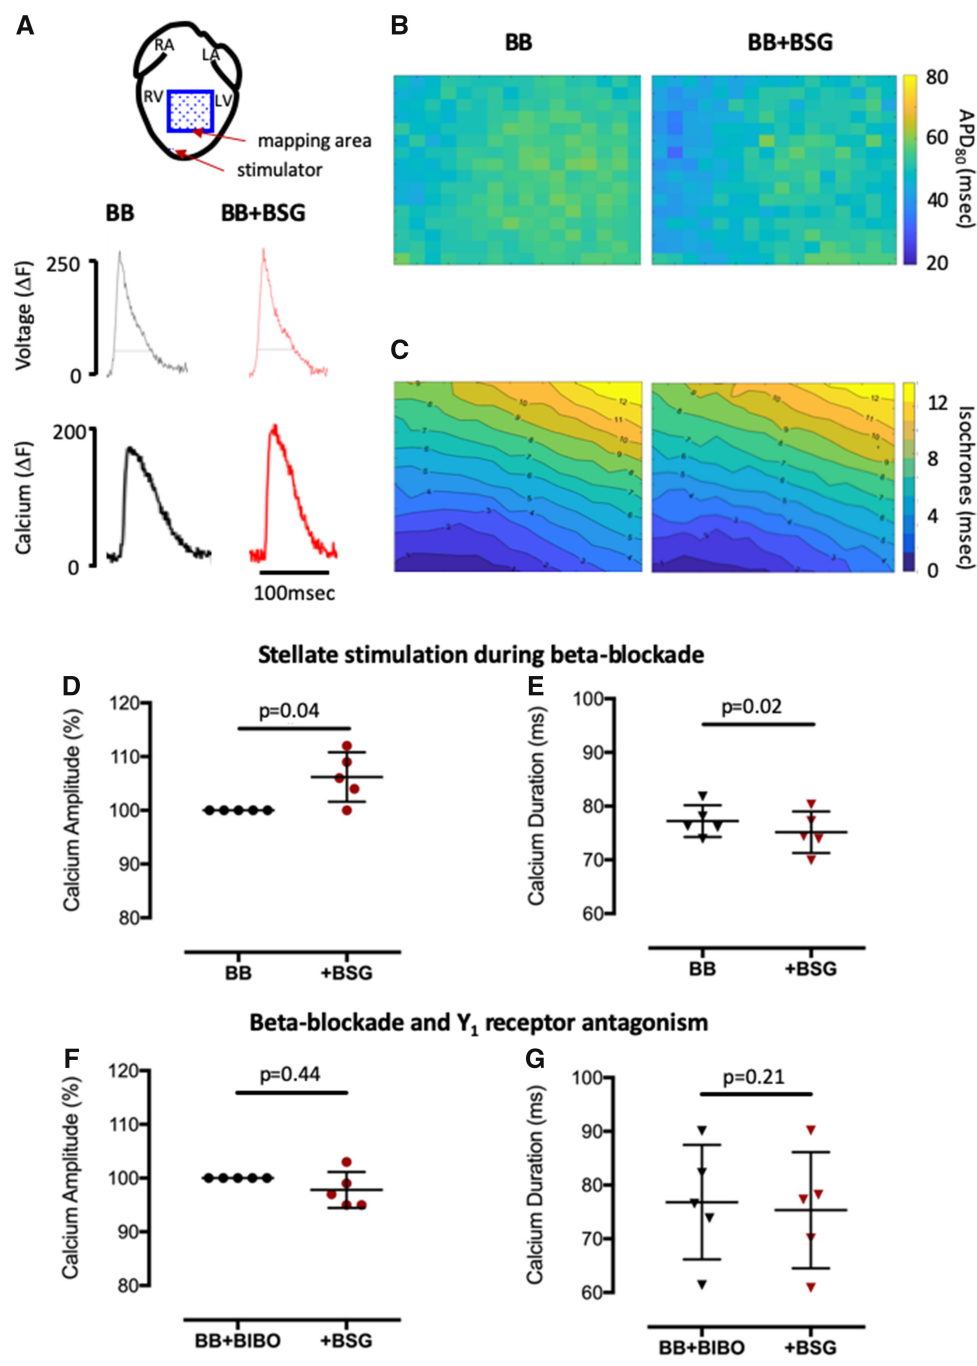 A
RA
LA
RV
LV
mapping area
stimulator
BB
BB+BSG
Voltage (ΔF)
250
0
Calcium (ΔF)
200
0
100msec
B
BB
BB+BSG
80
60
40
20
APD80 (msec)
C
12
8
4
0
Isochrones (msec)
Stellate stimulation during beta-blockade
D
Calcium Amplitude (%)
120
110
100
90
80
p=0.04
BB
+BSG
E
Calcium Duration (ms)
100
90
80
70
60
p=0.02
BB
+BSG
Beta-blockade and Y1 receptor antagonism
F
Calcium Amplitude (%)
120
110
100
90
80
p=0.44
BB+BIBO
+BSG
G
Calcium Duration (ms)
100
90
80
70
60
p=0.21
BB+BIBO
+BSG